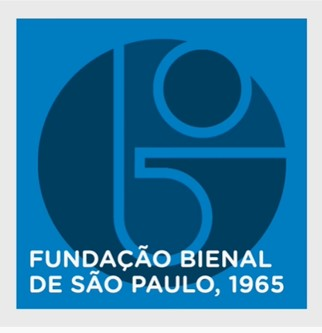 FUNDAÇÃO BIENAL
DE SÃO PAULO, 1965